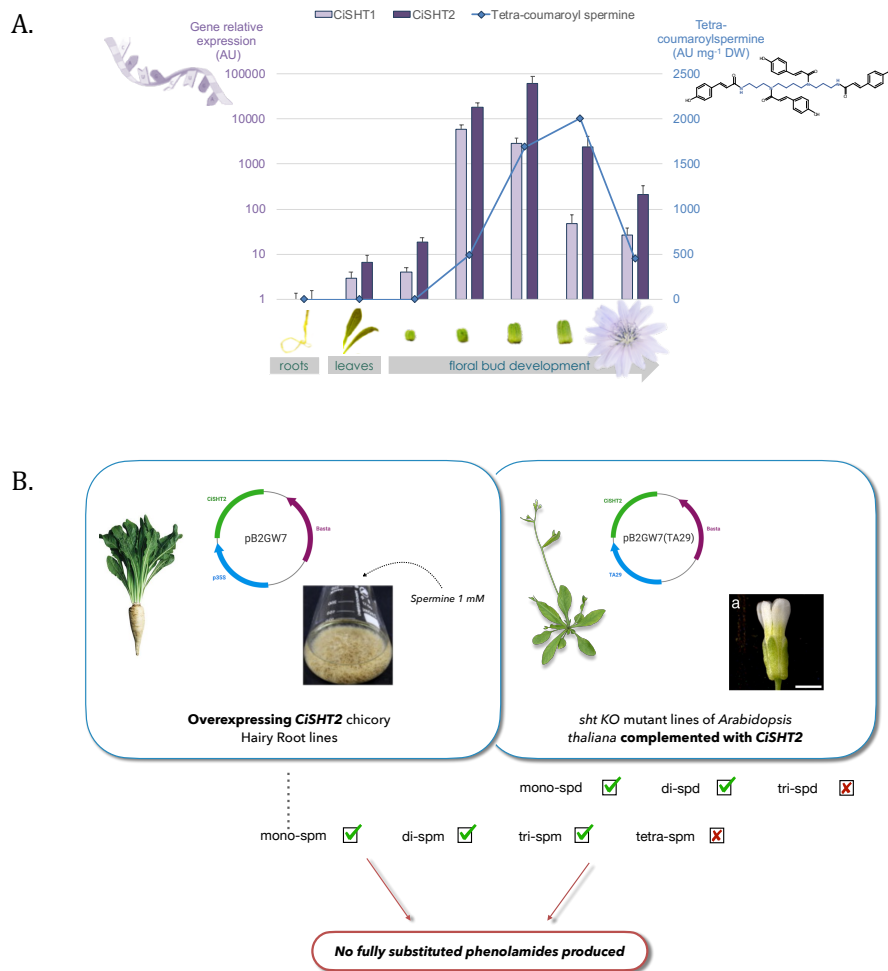 A.
CiSHT1 CiSHT2 Tetra-coumaroyl spermine
Gene relative
expression
(AU)
Tetra-
coumaroylspermine
(AU mg-1 DW)
100000
10000
1000
100
10
1
2500
2000
1500
1000
500
0
roots leaves floral bud development
B.
CiSHT2
Basta
pB2GW7
p35S
Spermine 1 mM
Overexpressing CiSHT2 chicory
Hairy Root lines
CiSHT2
Basta
pB2GW7(TA29)
TA29
a
sht KO mutant lines of Arabidopsis
thaliana complemented with CiSHT2
mono-spd di-spd tri-spd
mono-spm di-spm tri-spm tetra-spm
No fully substituted phenolamides produced